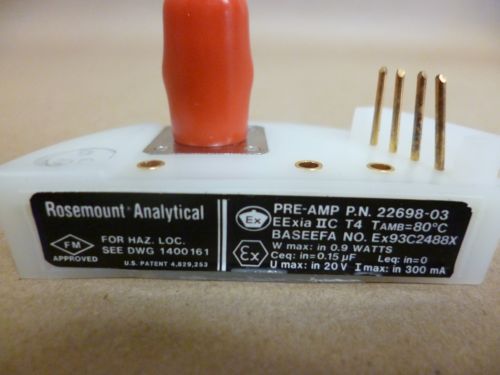 Rosemount Analytical
FM
APPROVED
FOR HAZ. LOC.
SEE DWG 1400161
U.S. PATENT 4,829,253
Ex
PRE-AMP P.N. 22698-03
EExia IIC T4 TAMB=80°C
BASEEFA NO. Ex93C2488X
Ex
W max: in 0.9 WATTS
Ceq: in=0.15 µF Leq: in=0
U max: in 20 V I max: in 300 mA